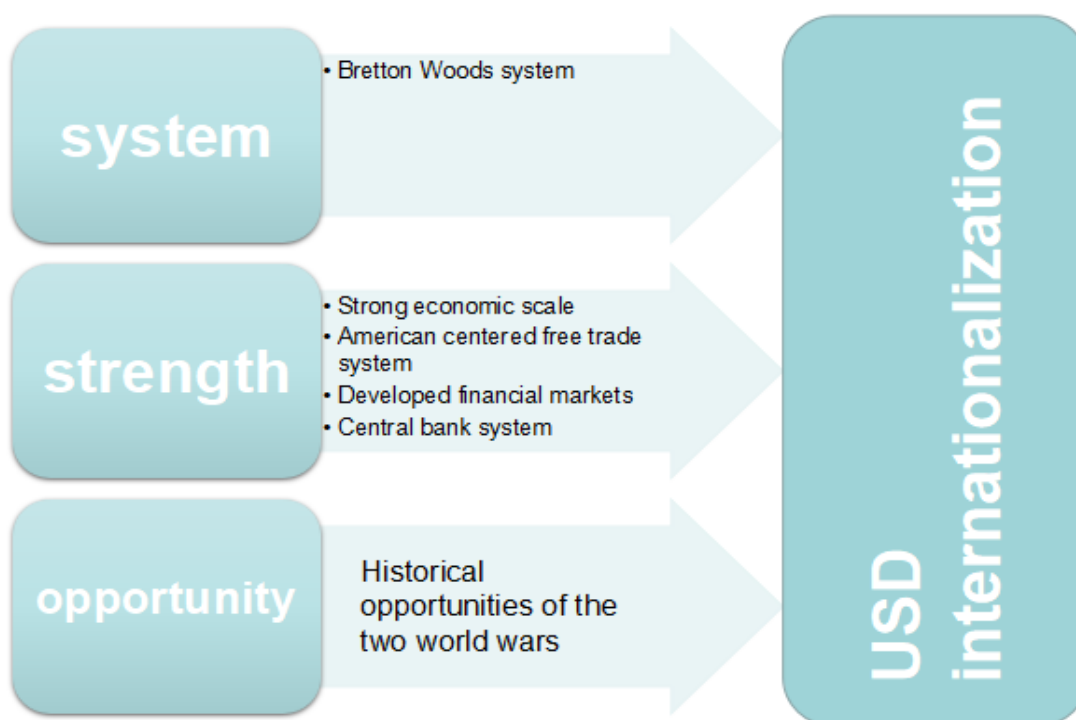 system
• Bretton Woods system
strength
• Strong economic scale
• American centered free trade
system
• Developed financial markets
• Central bank system
opportunity
Historical
opportunities of the
two world wars
USD
internationalization